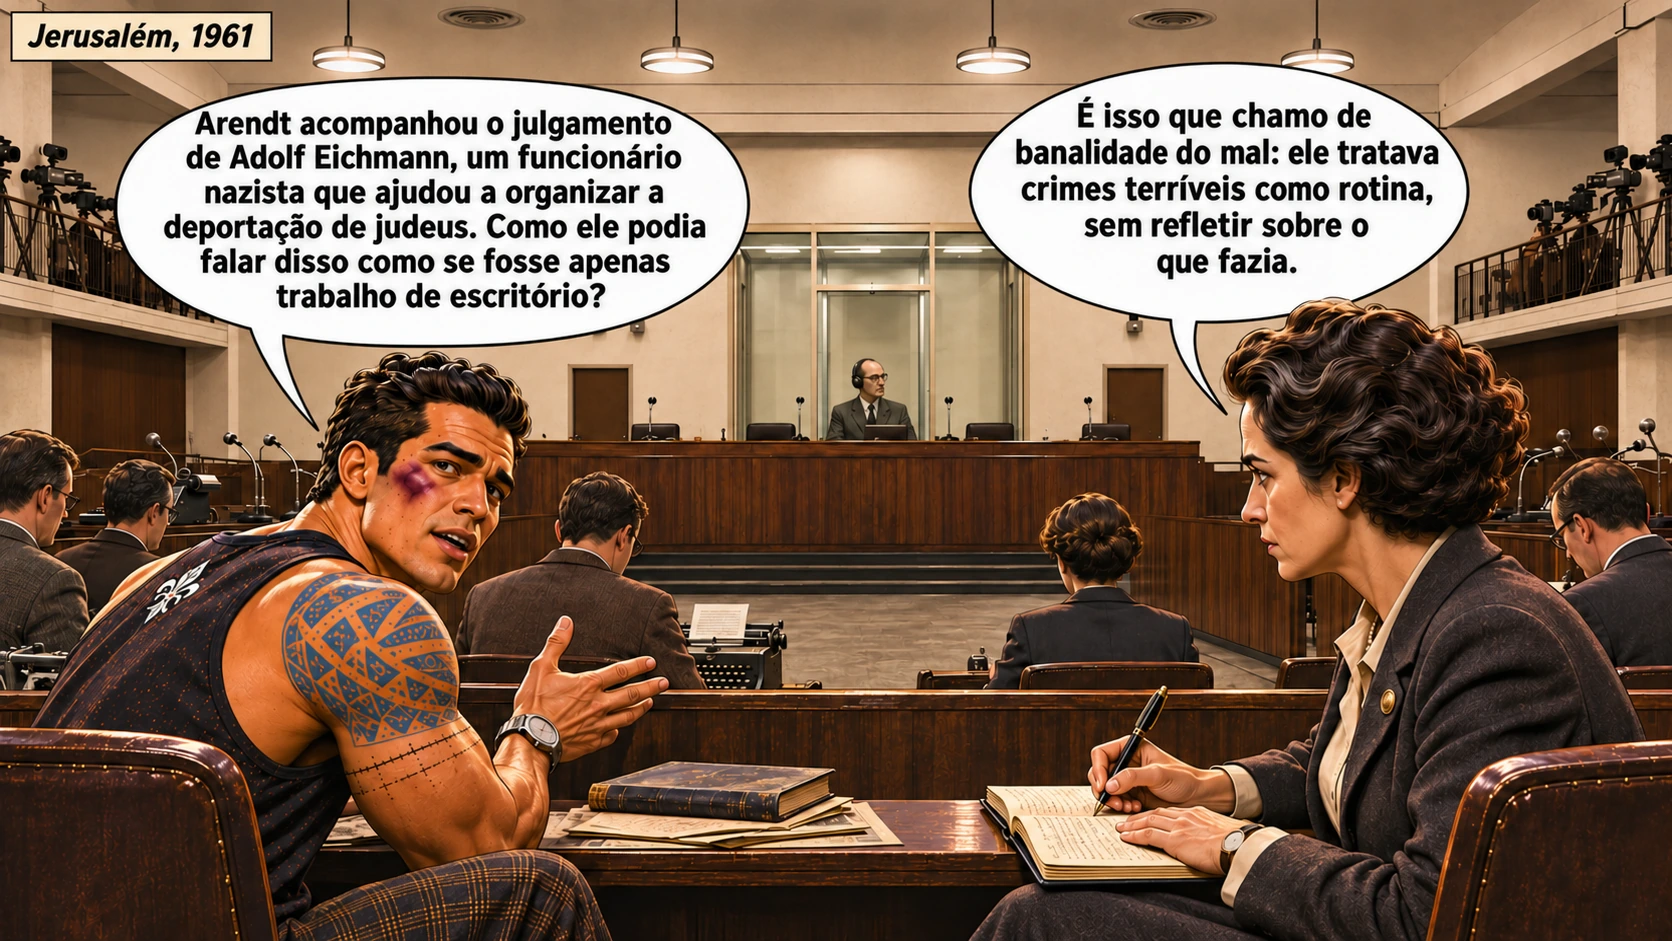 Jerusalém, 1961
Arendt acompanhou o julgamento
de Adolf Eichmann, um funcionário
nazista que ajudou a organizar a
deportação de judeus. Como ele podia
falar disso como se fosse apenas
trabalho de escritório?
É isso que chamo de
banalidade do mal: ele tratava
crimes terríveis como rotina,
sem refletir sobre o
que fazia.